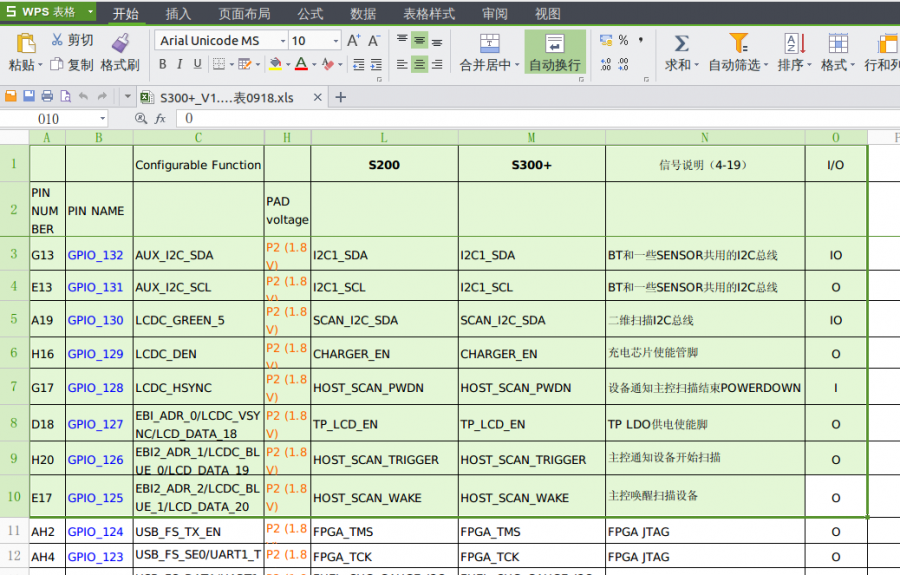 S WPS 表格 开始 插入 页面布局 公式 数据 表格样式 审阅 视图
剪切 Arial Unicode MS 10 A+ A- %
粘贴 复制 格式刷 B I U A 合并居中 自动换行 求和 自动筛选 排序 格式 行和列
S300+_V1....表0918.xls × +
O10 fx O
A B C H L M N O P
1 Configurable Function S200 S300+ 信号说明（4-19） I/O
2 PIN NUMBER PIN NAME PAD voltage
3 G13 GPIO_132 AUX_I2C_SDA P2 (1.8V) I2C1_SDA I2C1_SDA BT和一些SENSOR共用的I2C总线 IO
4 E13 GPIO_131 AUX_I2C_SCL P2 (1.8V) I2C1_SCL I2C1_SCL BT和一些SENSOR共用的I2C总线 O
5 A19 GPIO_130 LCDC_GREEN_5 P2 (1.8V) SCAN_I2C_SDA SCAN_I2C_SDA 二维扫描I2C总线 IO
6 H16 GPIO_129 LCDC_DEN P2 (1.8V) CHARGER_EN CHARGER_EN 充电芯片使能管脚 O
7 G17 GPIO_128 LCDC_HSYNC P2 (1.8V) HOST_SCAN_PWDN HOST_SCAN_PWDN 设备通知主控扫描结束POWERDOWN I
8 D18 GPIO_127 EBI_ADR_0/LCDC_VSYNC/LCD_DATA_18 P2 (1.8V) TP_LCD_EN TP_LCD_EN TP LDO供电使能脚 O
9 H20 GPIO_126 EBI2_ADR_1/LCDC_BLUE_0/LCD_DATA_19 P2 (1.8V) HOST_SCAN_TRIGGER HOST_SCAN_TRIGGER 主控通知设备开始扫描 O
10 E17 GPIO_125 EBI2_ADR_2/LCDC_BLUE_1/LCD_DATA_20 P2 (1.8V) HOST_SCAN_WAKE HOST_SCAN_WAKE 主控唤醒扫描设备 O
11 AH2 GPIO_124 USB_FS_TX_EN P2 (1.8 FPGA_TMS FPGA_TMS FPGA JTAG O
12 AH4 GPIO_123 USB_FS_SE0/UART1_T P2 (1.8 FPGA_TCK FPGA_TCK FPGA JTAG O